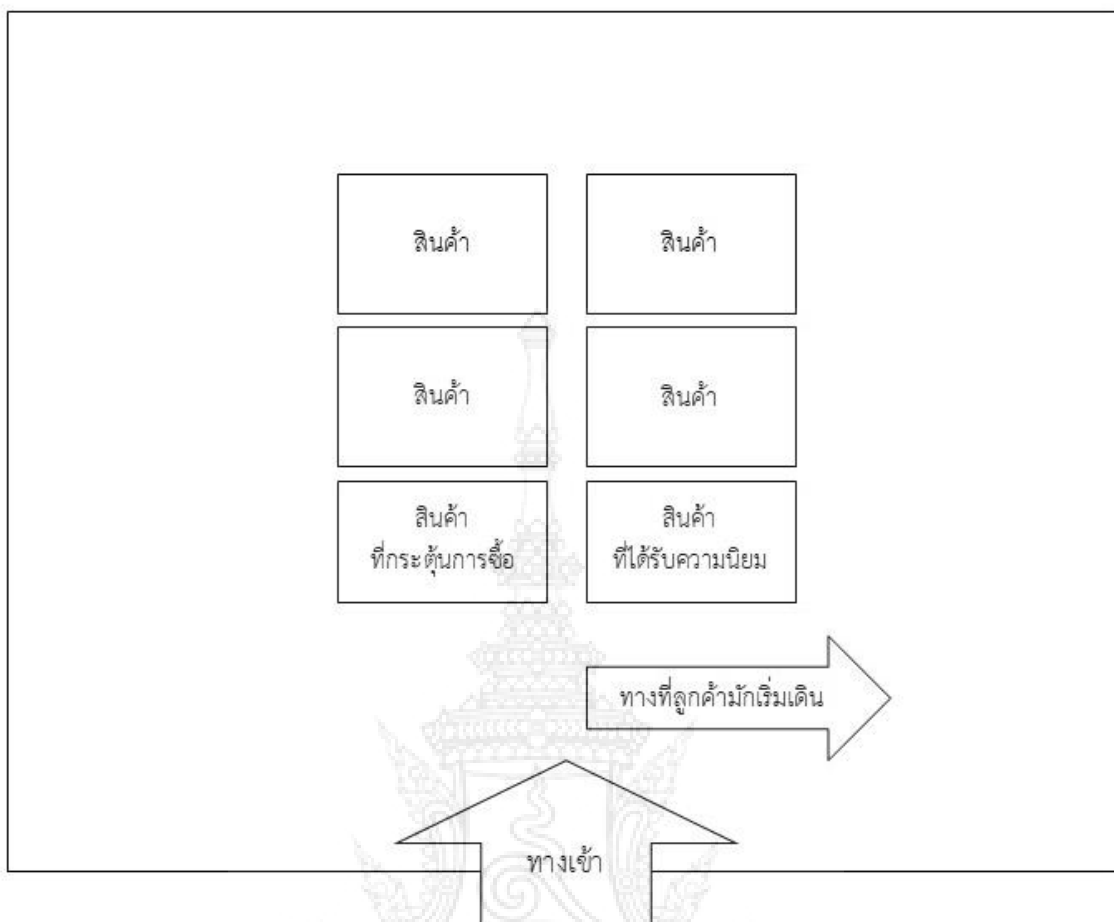 สินค้า
สินค้า
สินค้า
สินค้า
สินค้า
ที่กระตุ้นการซื้อ
สินค้า
ที่ได้รับความนิยม
ทางที่ลูกค้ามักเริ่มเดิน
ทางเข้า